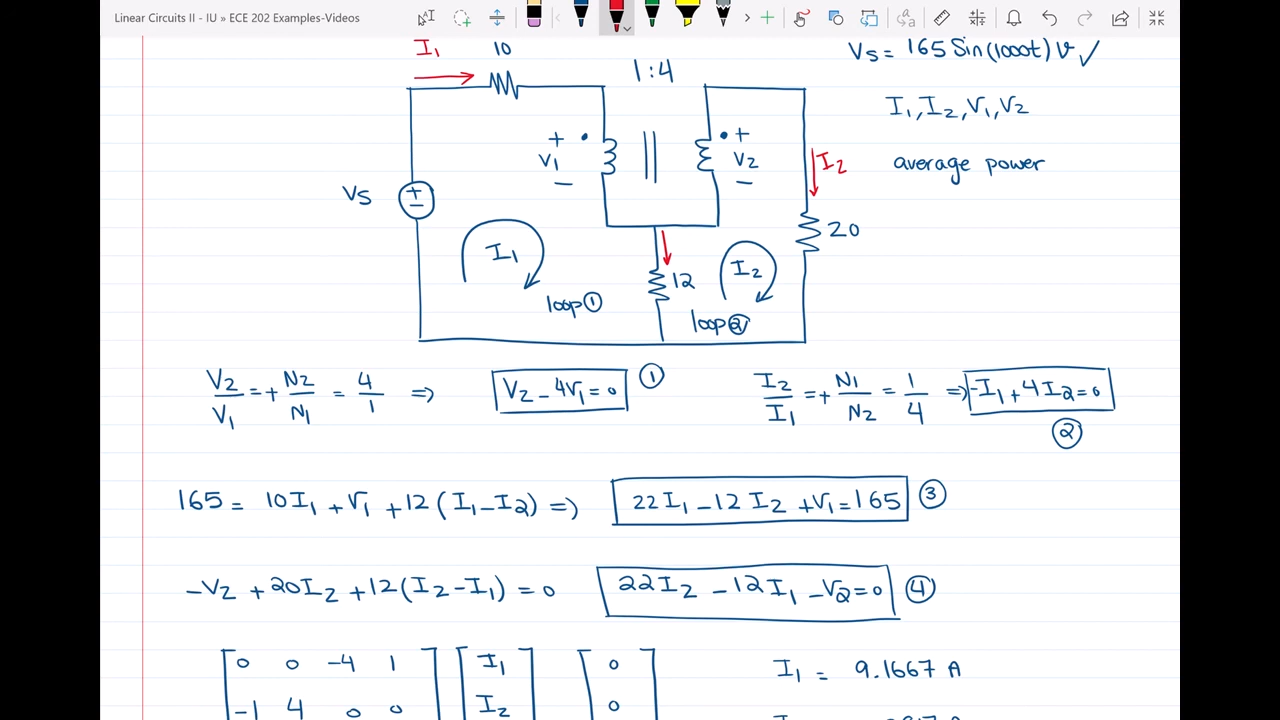 Linear Circuits II - IU » ECE 202 Examples-Videos
I1
10
1:4
Vs = 165 Sin(1000t) V ✓
I1, I2, V1, V2
average power
+
V1
−
+
V2
−
I2
Vs
+
−
20
I1
loop①
12
I2
loop②
V2/V1 = + N2/N1 = 4/1 => V2 - 4V1 = 0 ①
I2/I1 = + N1/N2 = 1/4 => -I1 + 4I2 = 0 ②
165 = 10I1 + V1 + 12(I1 - I2) => 22I1 - 12I2 + V1 = 165 ③
-V2 + 20I2 + 12(I2 - I1) = 0 22I2 - 12I1 - V2 = 0 ④
0 0 -4 1 I1 0 I1 = 9.1667 A
-1 4 0 0 I2 0